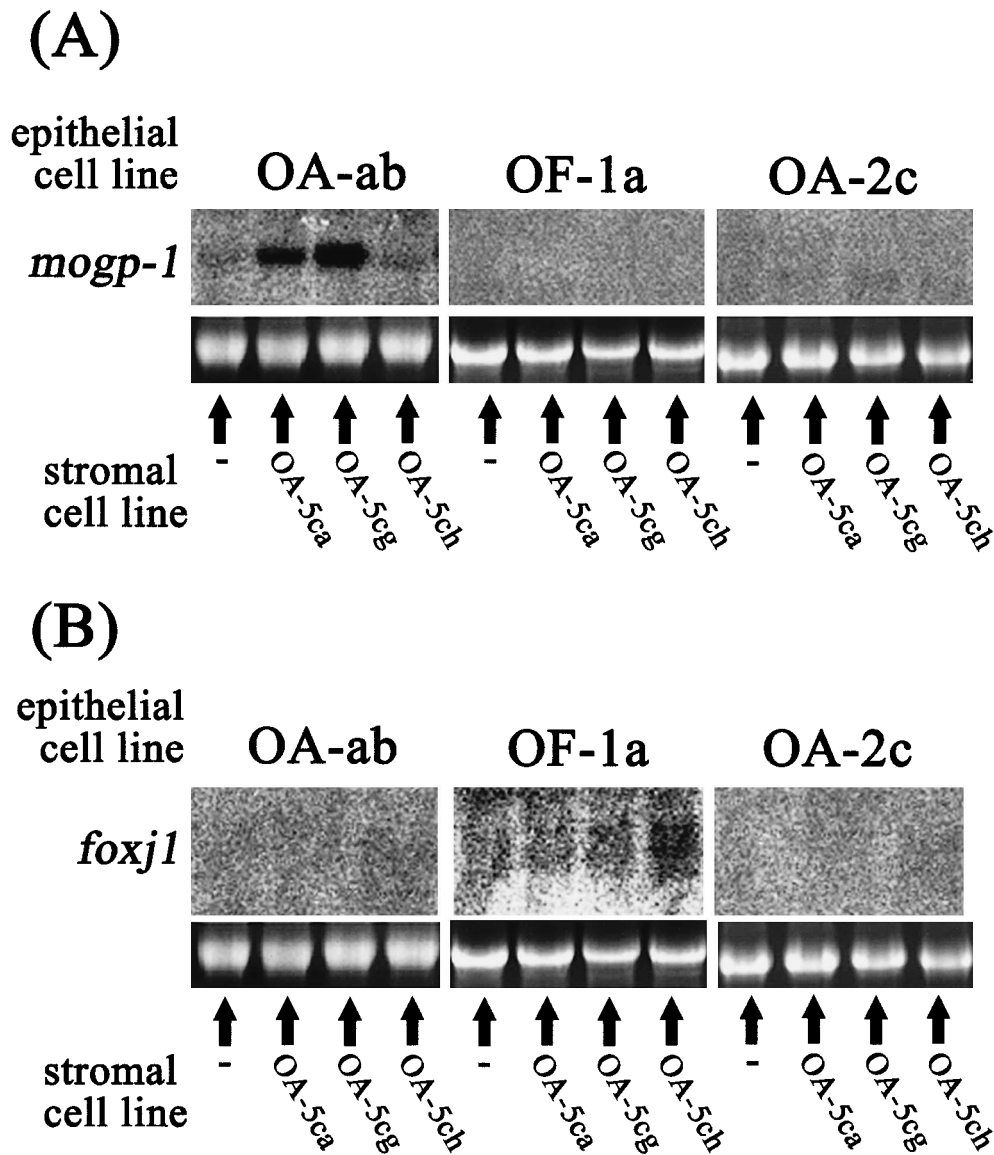 (A)
epithelial
cell line
OA-ab OF-1a OA-2c
mogp-1
stromal
cell line
- OA-5ca OA-5cg OA-5ch - OA-5ca OA-5cg OA-5ch - OA-5ca OA-5cg OA-5ch
(B)
epithelial
cell line
OA-ab OF-1a OA-2c
foxj1
stromal
cell line
- OA-5ca OA-5cg OA-5ch - OA-5ca OA-5cg OA-5ch - OA-5ca OA-5cg OA-5ch